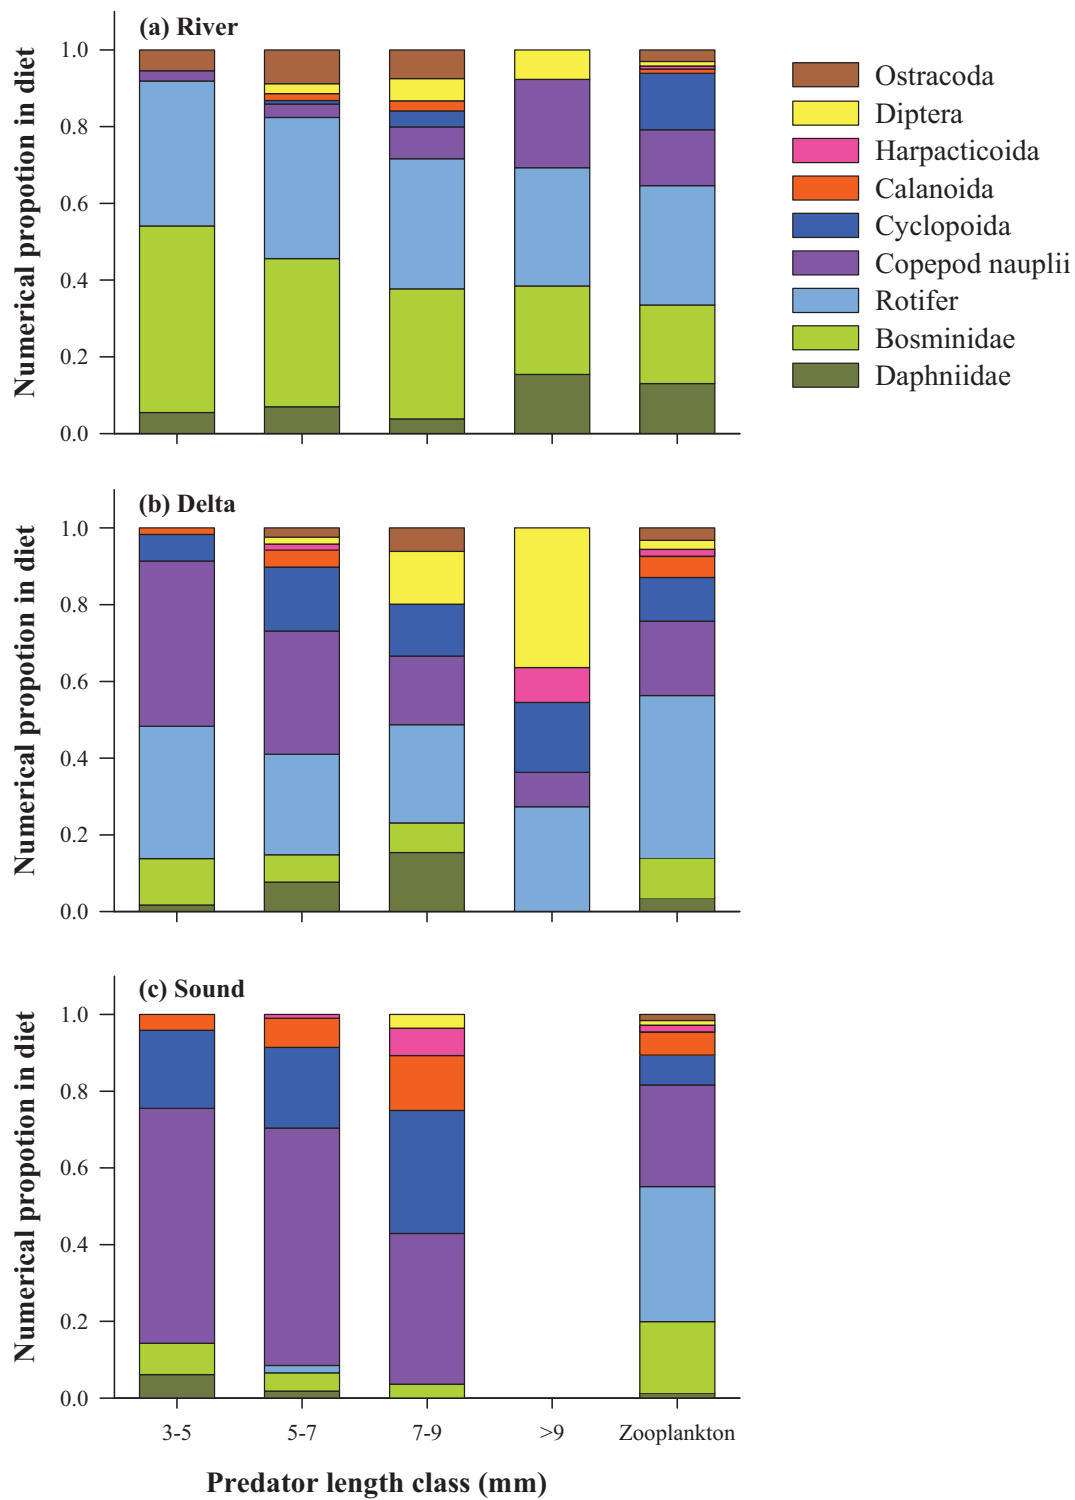 (a) River
Numerical propotion in diet
1.0
0.8
0.6
0.4
0.2
0.0
Ostracoda
Diptera
Harpacticoida
Calanoida
Cyclopoida
Copepod nauplii
Rotifer
Bosminidae
Daphniidae
(b) Delta
Numerical propotion in diet
1.0
0.8
0.6
0.4
0.2
0.0
(c) Sound
Numerical propotion in diet
1.0
0.8
0.6
0.4
0.2
0.0
3-5 5-7 7-9 >9 Zooplankton
Predator length class (mm)